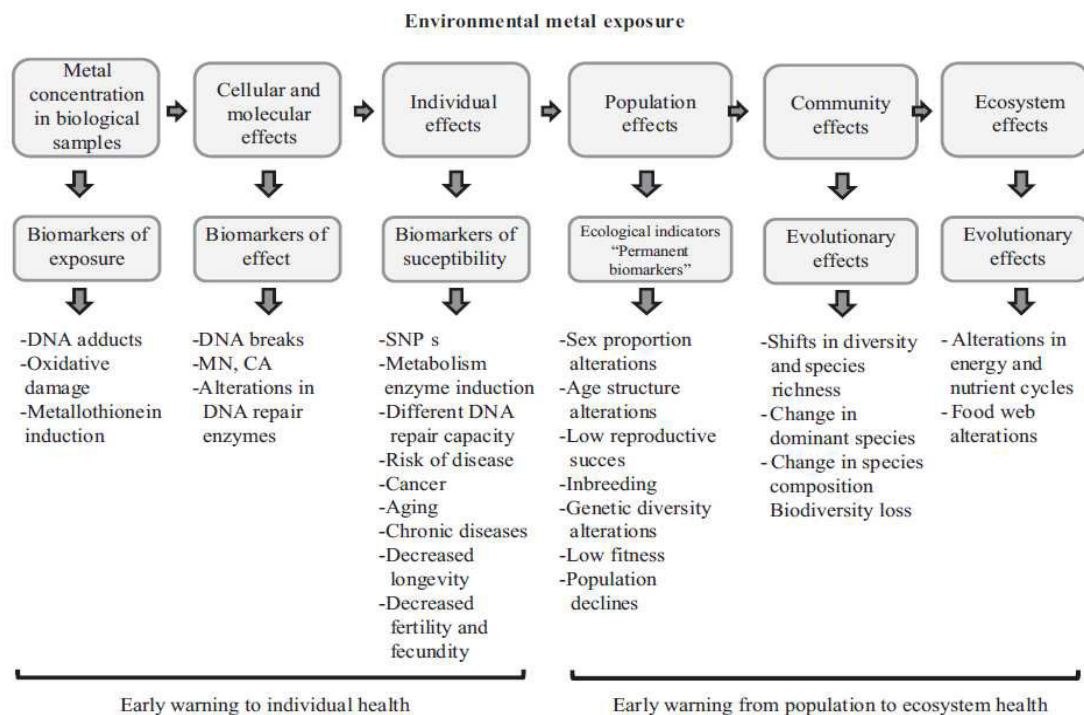 Environmental metal exposure
Metal
concentration
in biological
samples
Cellular and
molecular effects
Individual
effects
Population
effects
Community
effects
Ecosystem
effects
Biomarkers of
exposure
Biomarkers of
effect
Biomarkers of
suceptibility
Ecological indicators
“Permanent
biomarkers”
Evolutionary
effects
Evolutionary
effects
-DNA adducts
-Oxidative
damage
-Metallothionein
induction
-DNA breaks
-MN, CA
-Alterations in
DNA repair
enzymes
-SNP s
-Metabolism
enzyme induction
-Different DNA
repair capacity
-Risk of disease
-Cancer
-Aging
-Chronic diseases
-Decreased
longevity
-Decreased
fertility and
fecundity
-Sex proportion
alterations
-Age structure
alterations
-Low reproductive
succes
-Inbreeding
-Genetic diversity
alterations
-Low fitness
-Population
declines
-Shifts in diversity
and species
richness
-Change in
dominant species
- Change in species
composition
Biodiversity loss
- Alterations in
energy and
nutrient cycles
- Food web
alterations
Early warning to individual health
Early warning from population to ecosystem health